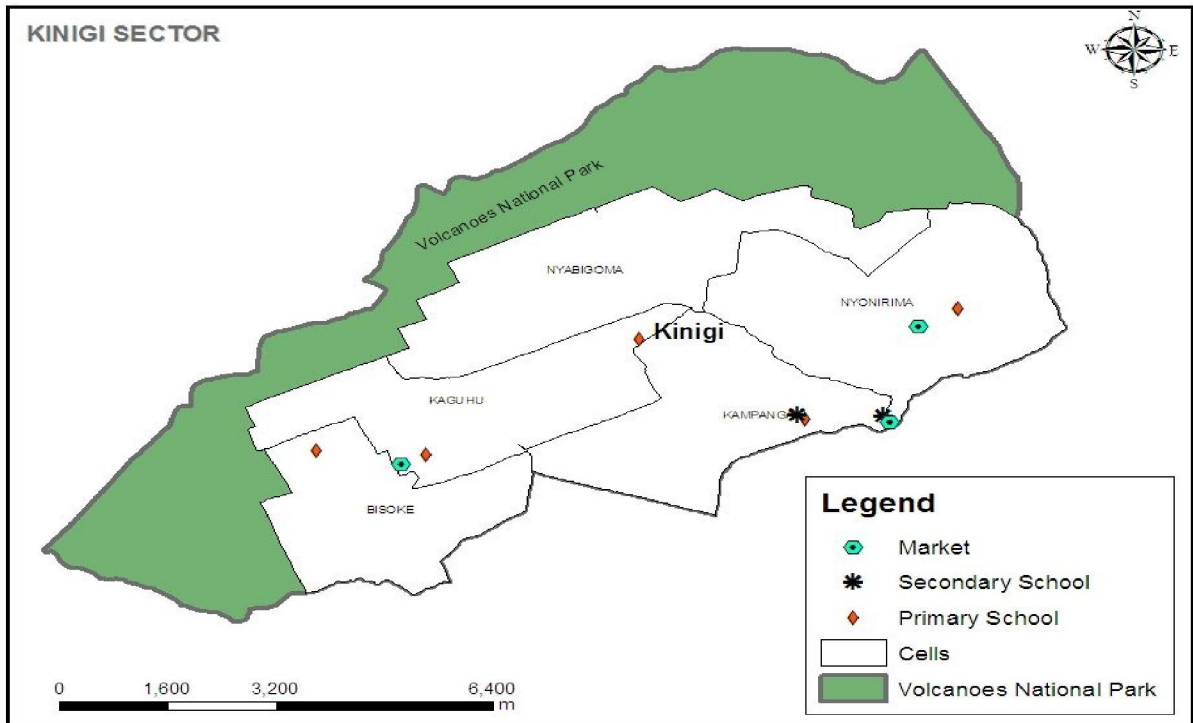 KINIGI SECTOR
N
W E
S
Volcanoes National Park
NYABIGOMA
NYONIRIMA
Kinigi
KAGUHU
KAMPANG
BISOKE
Legend
Market
Secondary School
Primary School
Cells
Volcanoes National Park
0 1,600 3,200 6,400
m